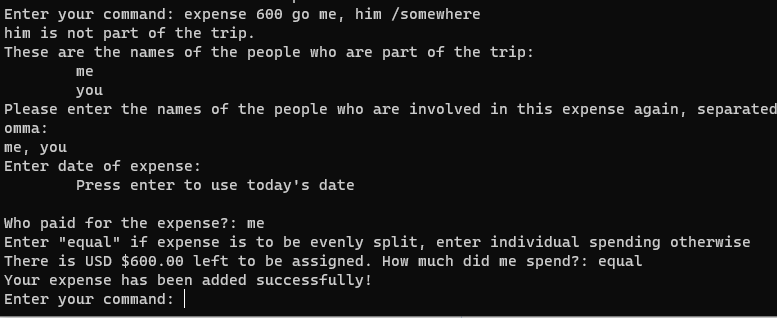 Enter your command: expense 600 go me, him /somewhere
him is not part of the trip.
These are the names of the people who are part of the trip:
        me
        you
Please enter the names of the people who are involved in this expense again, separated
omma:
me, you
Enter date of expense:
        Press enter to use today's date

Who paid for the expense?: me
Enter "equal" if expense is to be evenly split, enter individual spending otherwise
There is USD $600.00 left to be assigned. How much did me spend?: equal
Your expense has been added successfully!
Enter your command: